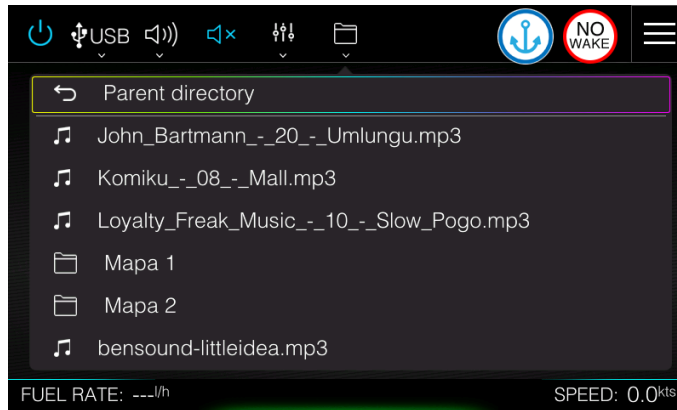 USB
NO
WAKE
Parent directory
John_Bartmann_-_20_-_Umlungu.mp3
Komiku_-_08_-_Mall.mp3
Loyalty_Freak_Music_-_10_-_Slow_Pogo.mp3
Mapa 1
Mapa 2
bensound-littleidea.mp3
FUEL RATE: ---l/h SPEED: 0.0kts